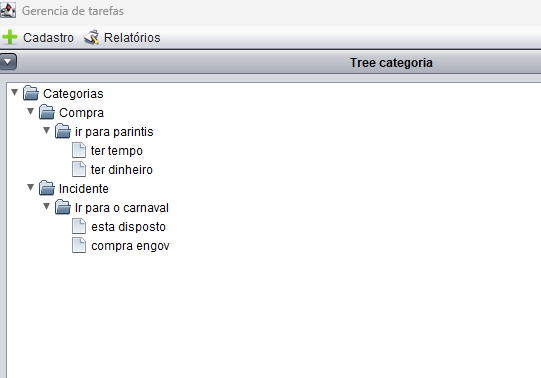 Gerencia de tarefas
Cadastro Relatórios
Tree categoria
Categorias
Compra
ir para parintis
ter tempo
ter dinheiro
Incidente
Ir para o carnaval
esta disposto
compra engov